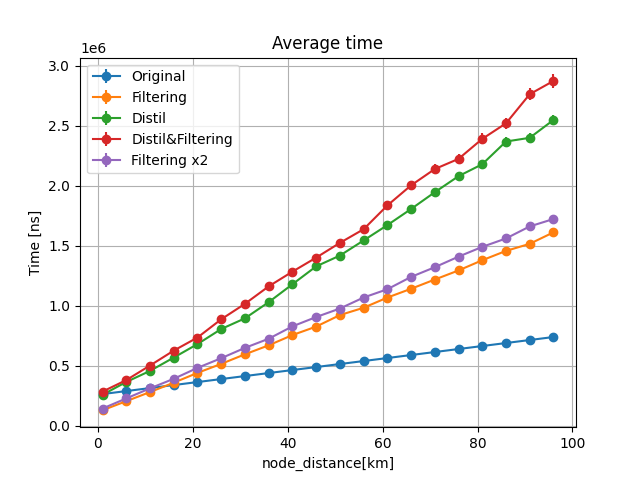 Average time
1e6
3.0
2.5
2.0
1.5
1.0
0.5
0.0
Time [ns]
Original
Filtering
Distil
Distil&Filtering
Filtering x2
0 20 40 60 80 100
node_distance[km]